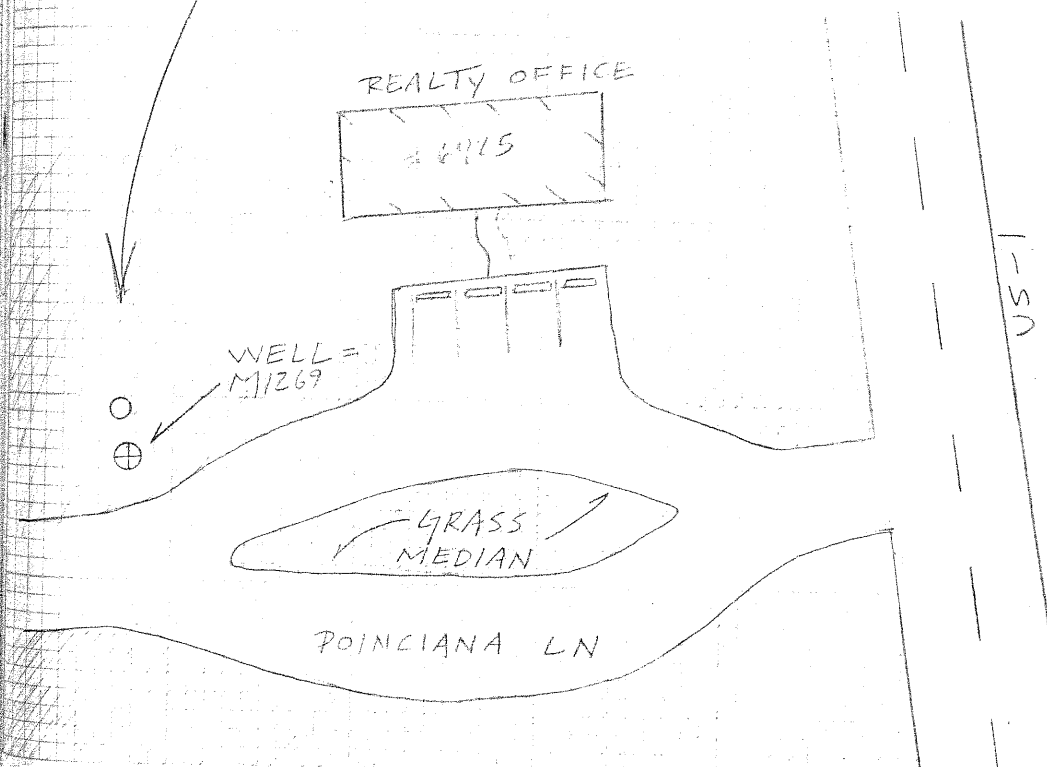 REALTY OFFICE
WELL =
M1269
US-1
GRASS
MEDIAN
POINCIANA LN